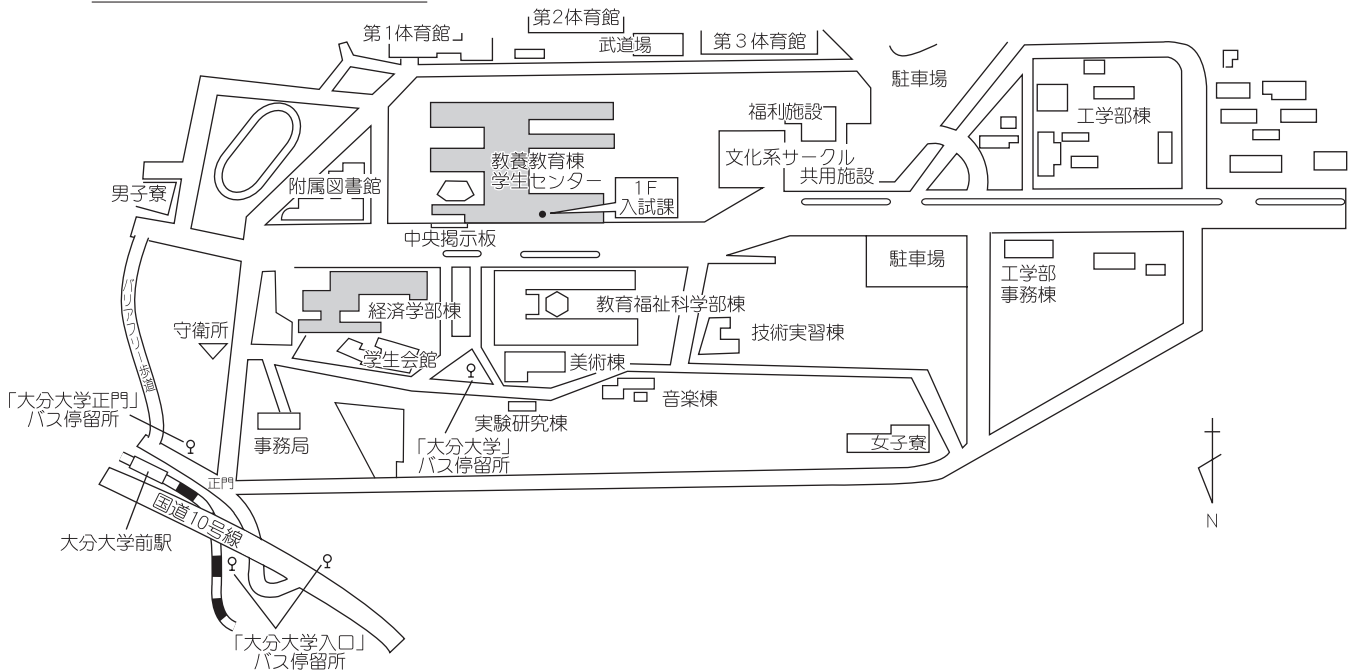 第1体育館
第2体育館
武道場
第3体育館
駐車場
福利施設
工学部棟
文化系サークル
共用施設
教養教育棟
学生センター
1F
入試課
附属図書館
男子寮
中央掲示板
バリアフリー歩道
駐車場
工学部
事務棟
経済学部棟
教育福祉科学部棟
技術実習棟
守衛所
学生会館
美術棟
音楽棟
「大分大学正門」
バス停留所
事務局
実験研究棟
「大分大学」
バス停留所
女子寮
正門
国道10号線
大分大学前駅
「大分大学入口」
バス停留所
N